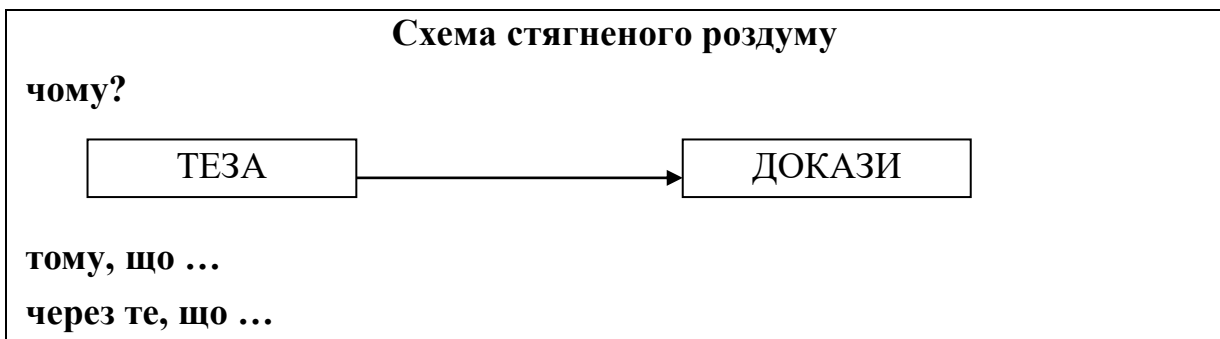 Схема стягненого роздуму
чому?
ТЕЗА ДОКАЗИ
тому, що …
через те, що …